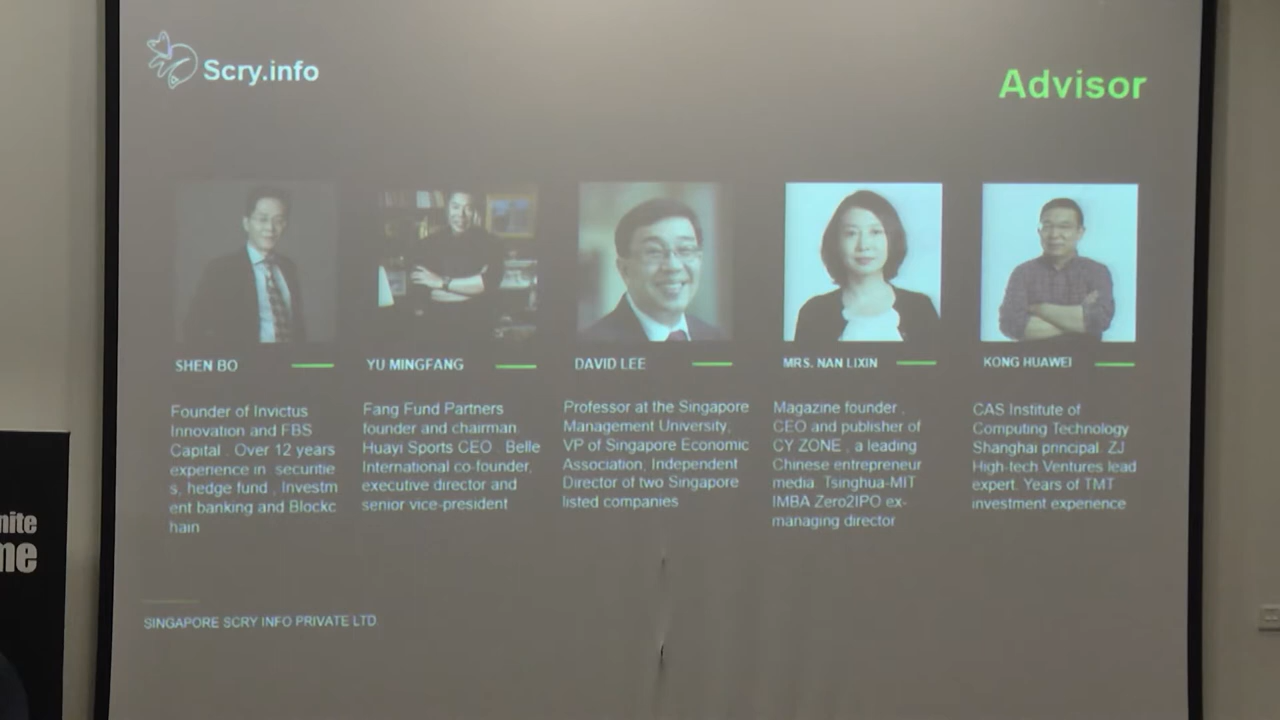 Scry.info
Advisor
SHEN BO
Founder of Invictus
Innovation and FBS
Capital . Over 12 years
experience in securitie
s, hedge fund , Investm
ent banking and Blockc
hain
YU MINGFANG
Fang Fund Partners
founder and chairman.
Huayi Sports CEO . Belle
International co-founder,
executive director and
senior vice-president
DAVID LEE
Professor at the Singapore
Management University,
VP of Singapore Economic
Association, Independent
Director of two Singapore
listed companies
MRS. NAN LIXIN
Magazine founder ,
CEO and publisher of
CY ZONE , a leading
Chinese entrepreneur
media. Tsinghua-MIT
IMBA Zero2IPO ex-
managing director
KONG HUAWEI
CAS Institute of
Computing Technology
Shanghai principal. ZJ
High-tech Ventures lead
expert. Years of TMT
investment experience
SINGAPORE SCRY INFO PRIVATE LTD
nite
me